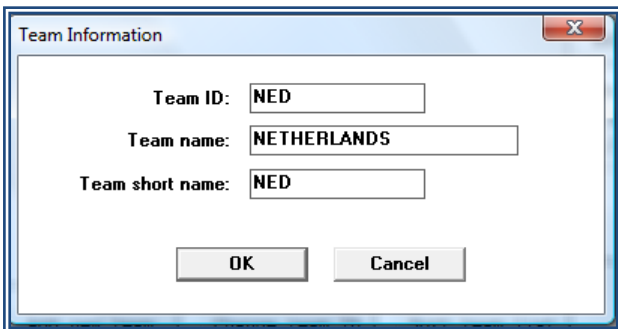 Team Information
Team ID: NED
Team name: NETHERLANDS
Team short name: NED
OK Cancel